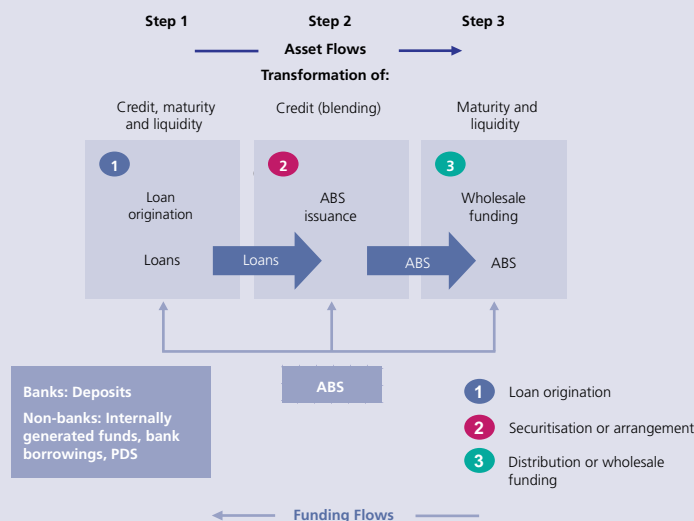 Step 1
Step 2
Step 3
Asset Flows
Transformation of:
Credit, maturity
and liquidity
Credit (blending)
Maturity and
liquidity
1
Loan
origination
Loans
Loans
2
ABS
issuance
ABS
3
Wholesale
funding
ABS
Banks: Deposits
Non-banks: Internally
generated funds, bank
borrowings, PDS
ABS
1 Loan origination
2 Securitisation or arrangement
3 Distribution or wholesale
funding
Funding Flows